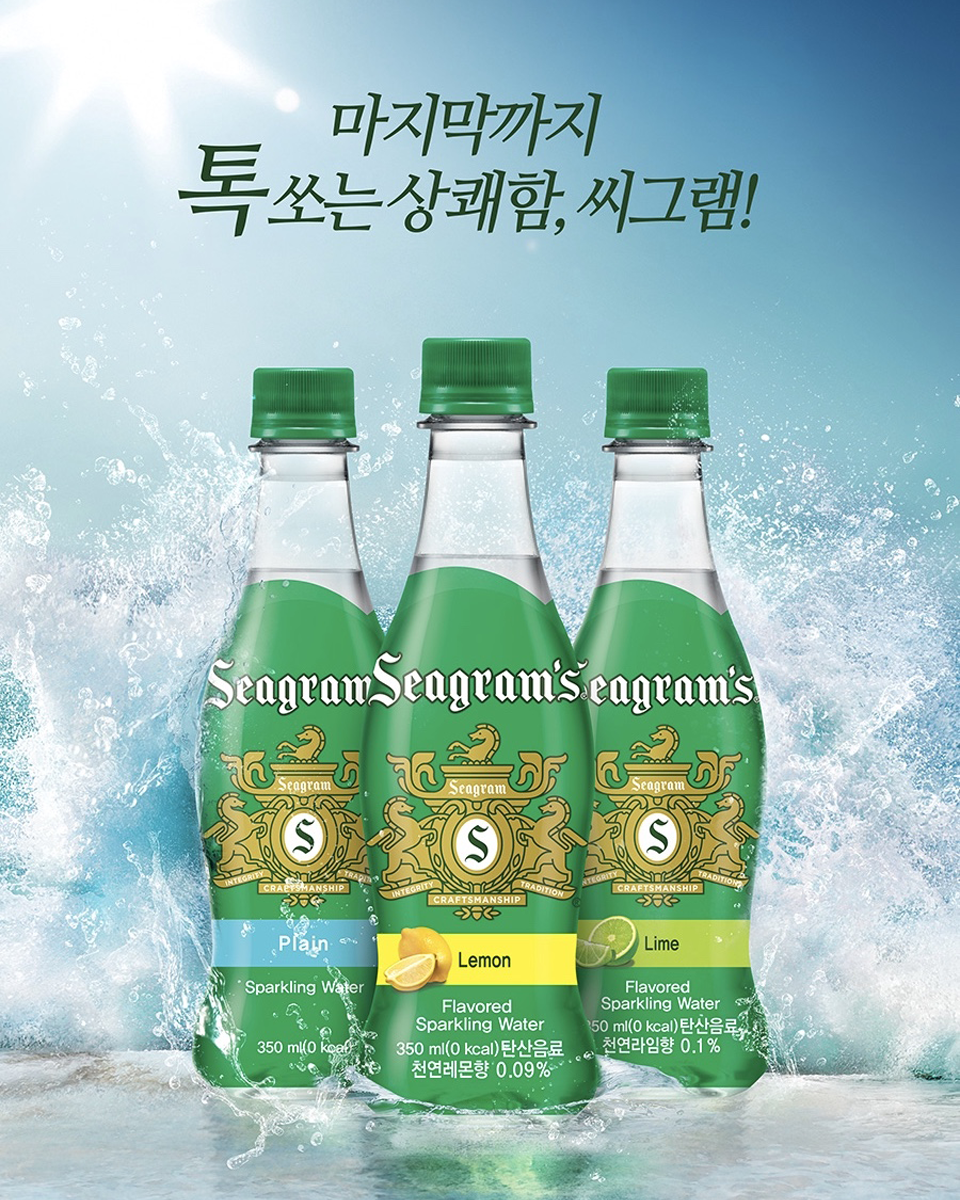 마지막까지
톡 쏘는 상쾌함, 씨그램!
Seagram
Seagram
S
INTEGRITY
CRAFTSMANSHIP
Plain
Sparkling Water
350 ml(0 kcal)
Seagram's
Seagram
S
INTEGRITY
TRADITION
CRAFTSMANSHIP
Lemon
Flavored
Sparkling Water
350 ml(0 kcal)탄산음료
천연레몬향 0.09%
eagram's
Seagram
S
TRADITION
CRAFTSMANSHIP
Lime
Flavored
Sparkling Water
50 ml(0 kcal)탄산음료
천연라임향 0.1%